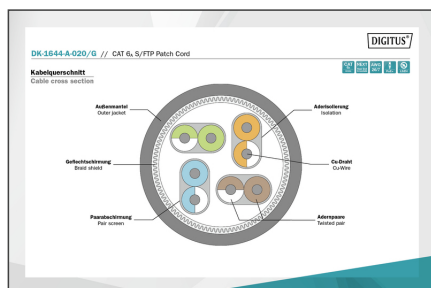 DIGITUS®
DK-1644-A-020/G // CAT 6A S/FTP Patch Cord
Kabelquerschnitt
Cable cross section
Außenmantel
Outer jacket
Aderisolierung
Isolation
Geflechtschirmung
Braid shield
Cu-Draht
Cu-Wire
Paarabschirmung
Pair screen
Adernpaare
Twisted pair